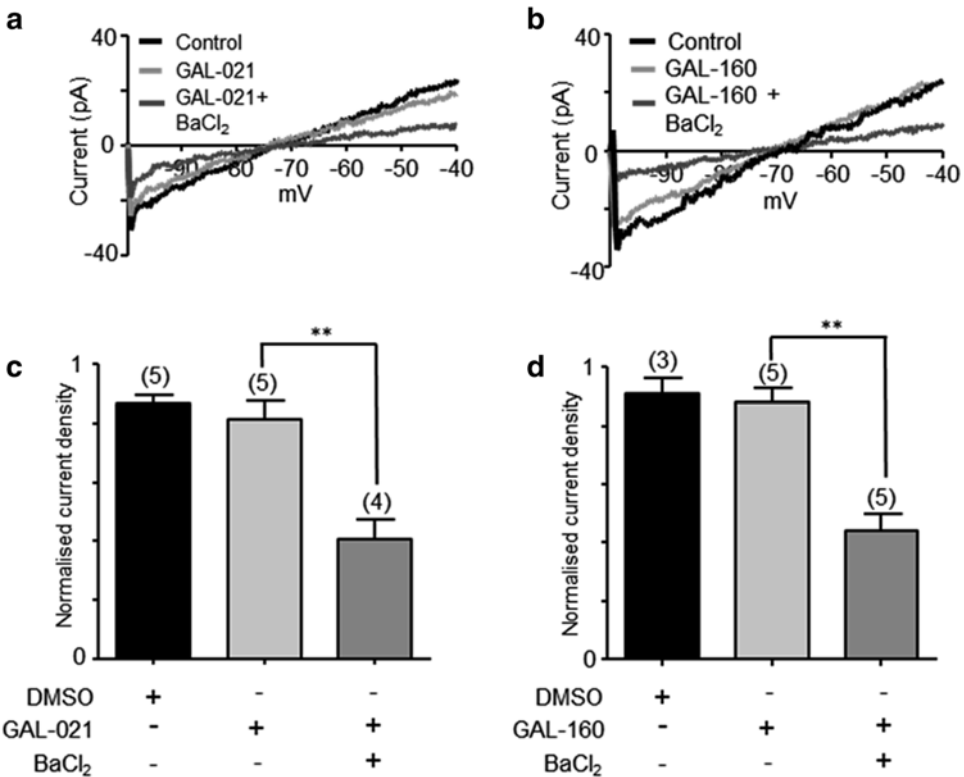 a
40
0
-40
Current (pA)
Control
GAL-021
GAL-021+
BaCl2
-90
-80
-70
-60
-50
-40
mV
b
40
0
-40
Current (pA)
Control
GAL-160
GAL-160 +
BaCl2
-90
-80
-70
-60
-50
-40
mV
c
1
0
Normalised current density
(5)
(5)
(4)
**
DMSO + - -
GAL-021 - + +
BaCl2 - - +
d
1
0
Normalised current density
(3)
(5)
(5)
**
DMSO + - -
GAL-160 - + +
BaCl2 - - +